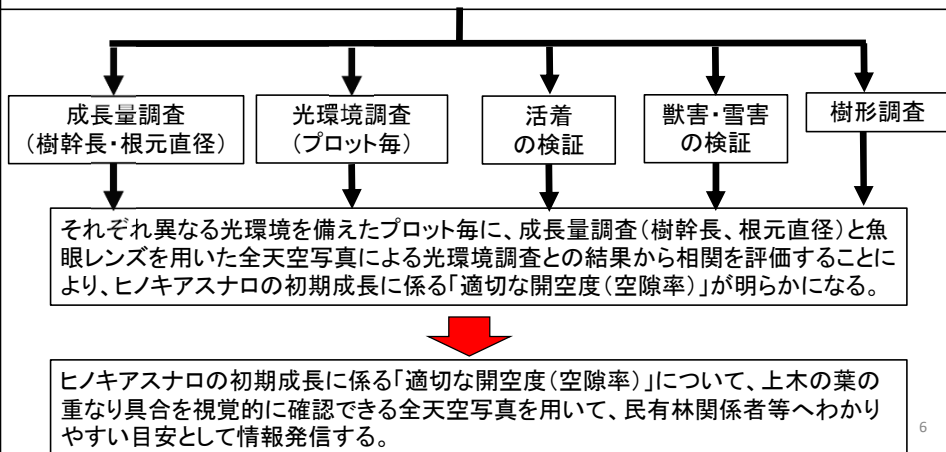 成長量調査
(樹幹長・根元直径)
光環境調査
(プロット毎)
活着
の検証
獣害・雪害
の検証
樹形調査
それぞれ異なる光環境を備えたプロット毎に、成長量調査(樹幹長、根元直径)と魚
眼レンズを用いた全天空写真による光環境調査との結果から相関を評価することに
より、ヒノキアスナロの初期成長に係る「適切な開空度(空隙率)」が明らかになる。
ヒノキアスナロの初期成長に係る「適切な開空度(空隙率)」について、上木の葉の
重なり具合を視覚的に確認できる全天空写真を用いて、民有林関係者等へわかり
やすい目安として情報発信する。
6